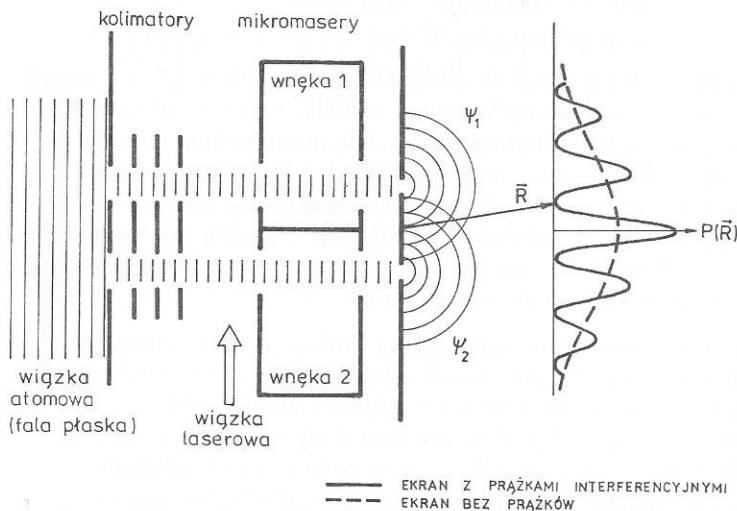 kolimatory
mikromasery
wnęka 1
Ψ1
R
P(R)
Ψ2
wnęka 2
wiązka
atomowa
(fala płaska)
wiązka
laserowa
EKRAN Z PRĄŻKAMI INTERFERENCYJNYMI
EKRAN BEZ PRĄŻKÓW